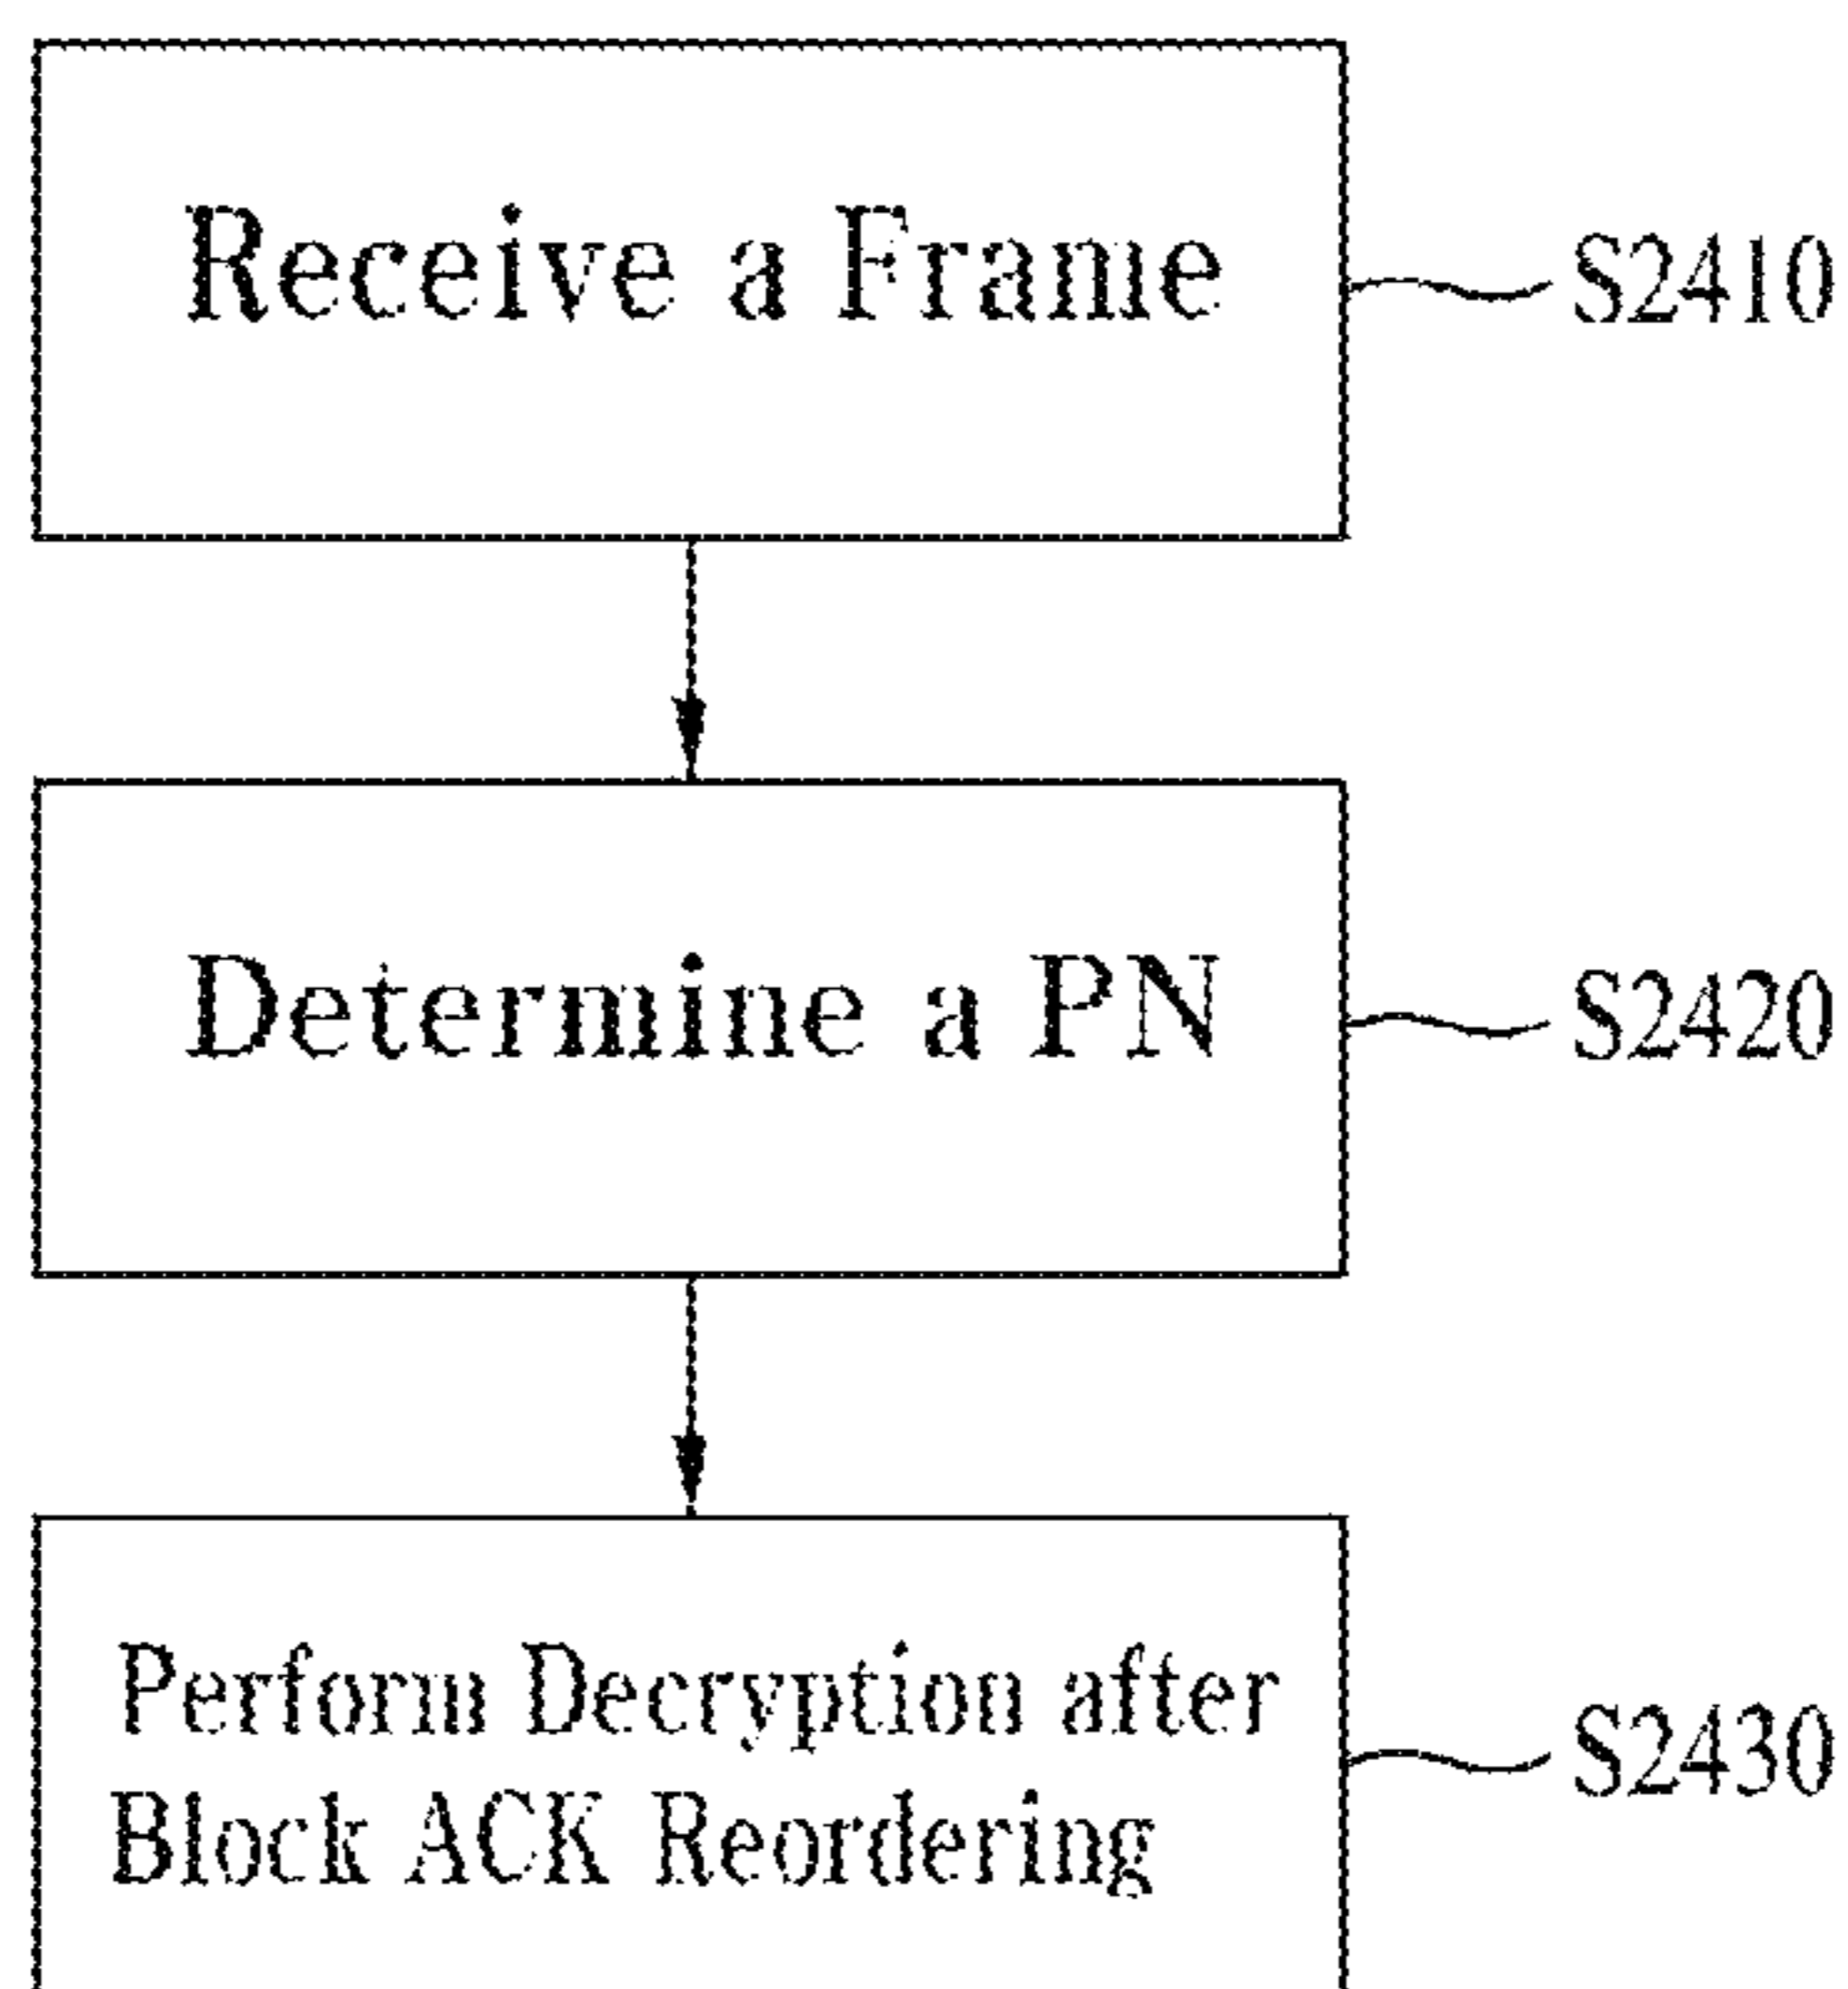 Receive a Frame
S2410
Determine a PN
S2420
Perform Decryption after
Block ACK Reordering
S2430